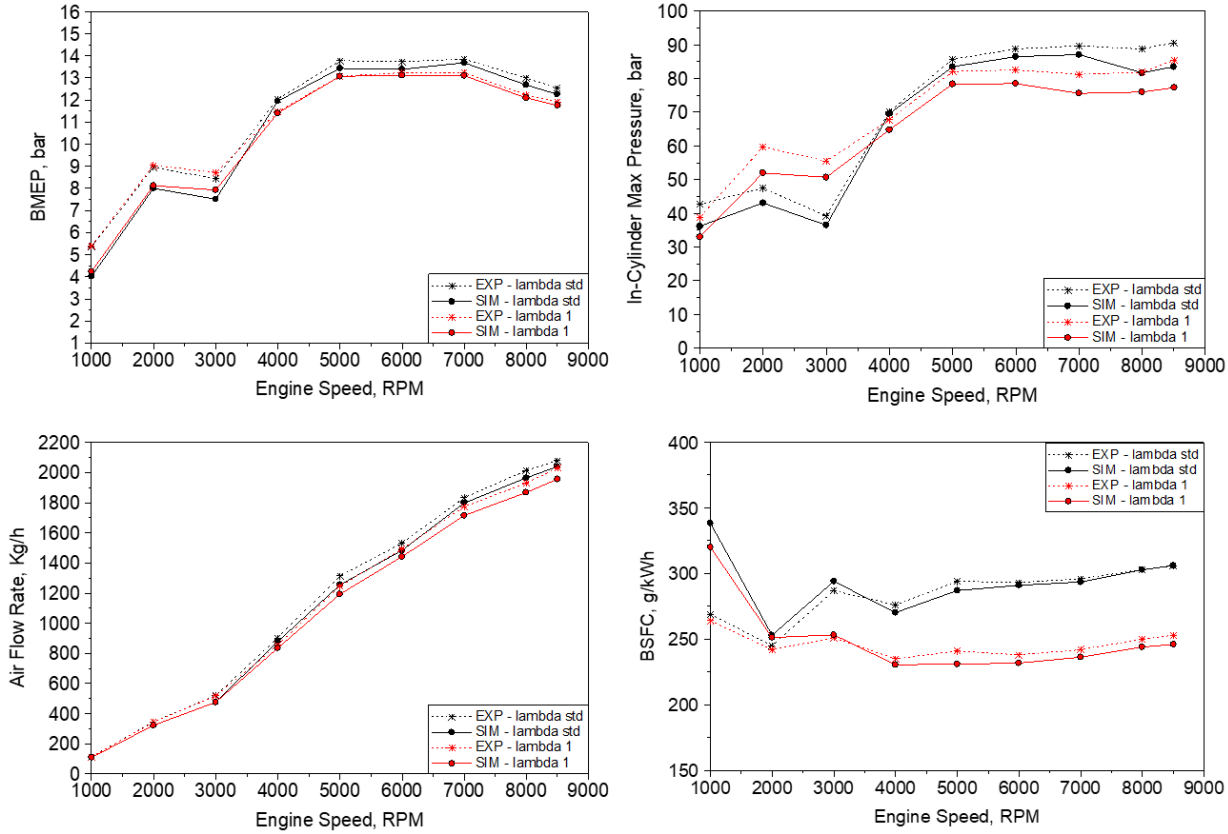 16
15
14
13
12
11
10
9
8
7
6
5
4
3
2
1
BMEP, bar
EXP - lambda std
SIM - lambda std
EXP - lambda 1
SIM - lambda 1
1000 2000 3000 4000 5000 6000 7000 8000 9000
Engine Speed, RPM
100
90
80
70
60
50
40
30
20
10
0
In-Cylinder Max Pressure, bar
EXP - lambda std
SIM - lambda std
EXP - lambda 1
SIM - lambda 1
1000 2000 3000 4000 5000 6000 7000 8000 9000
Engine Speed, RPM
2200
2000
1800
1600
1400
1200
1000
800
600
400
200
0
Air Flow Rate, Kg/h
EXP - lambda std
SIM - lambda std
EXP - lambda 1
SIM - lambda 1
1000 2000 3000 4000 5000 6000 7000 8000 9000
Engine Speed, RPM
400
350
300
250
200
150
BSFC, g/kWh
EXP - lambda std
SIM - lambda std
EXP - lambda 1
SIM - lambda 1
1000 2000 3000 4000 5000 6000 7000 8000 9000
Engine Speed, RPM